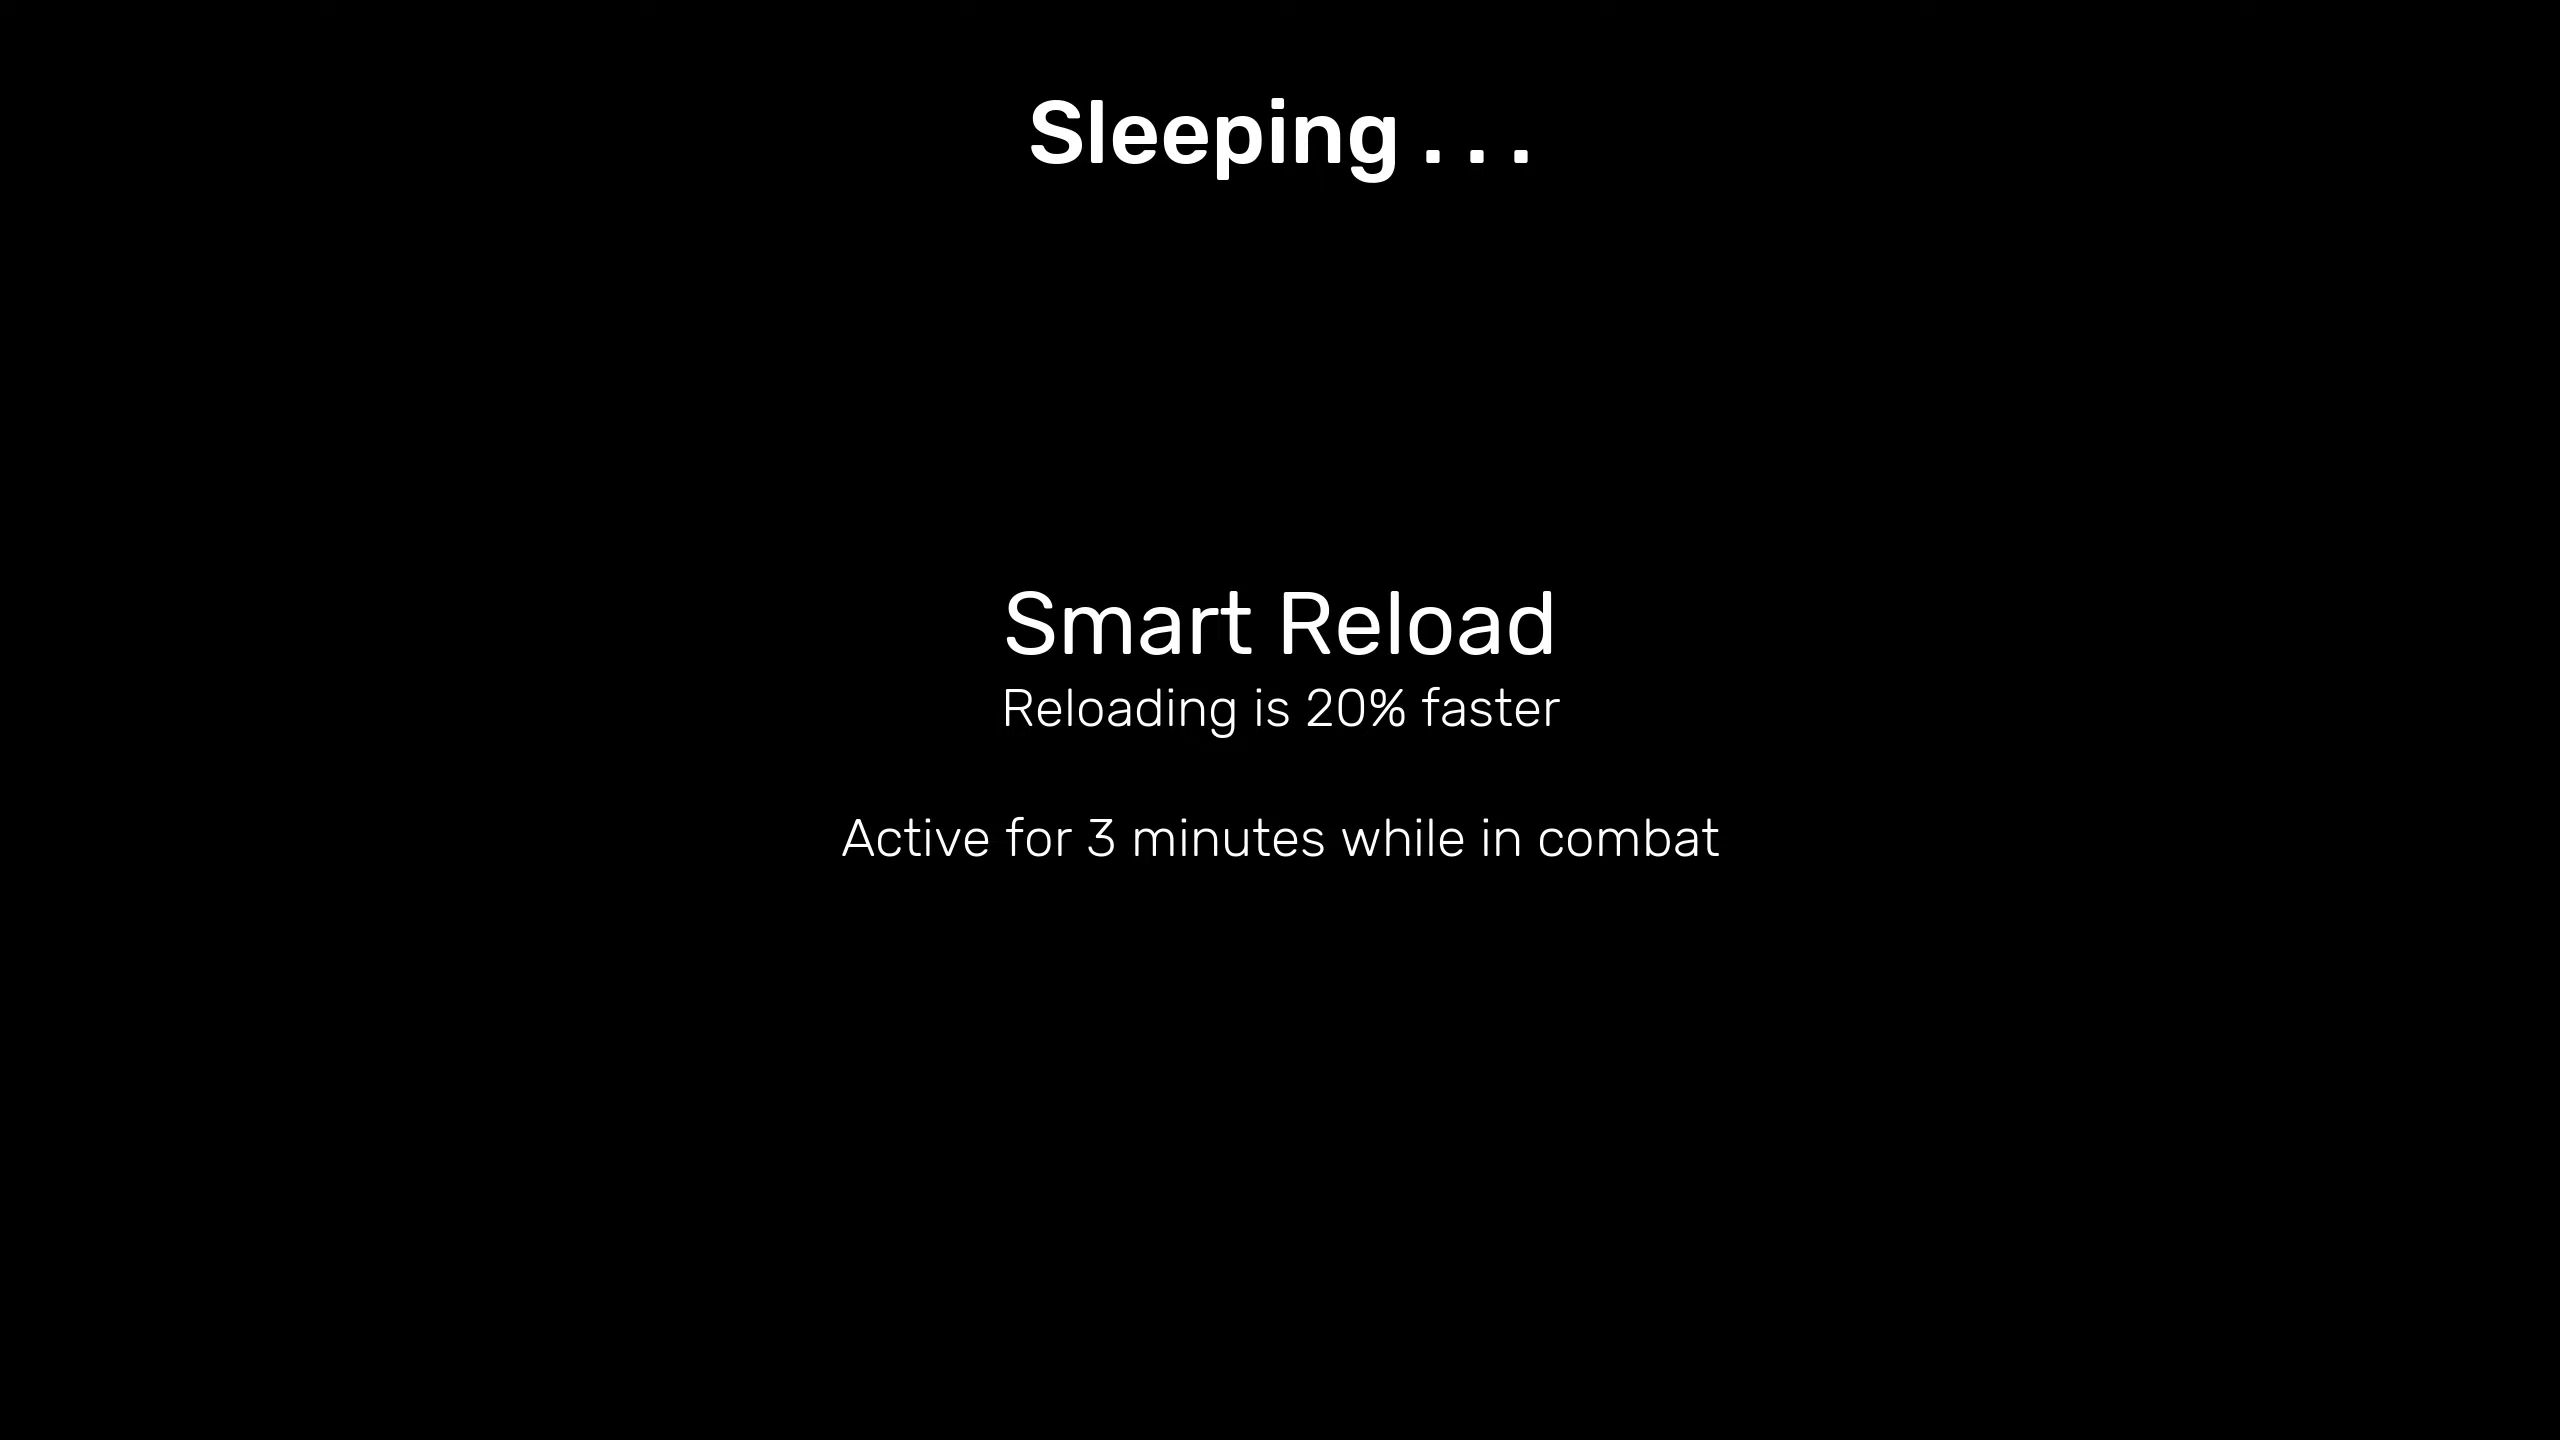 Sleeping . . .
Smart Reload
Reloading is 20% faster
Active for 3 minutes while in combat